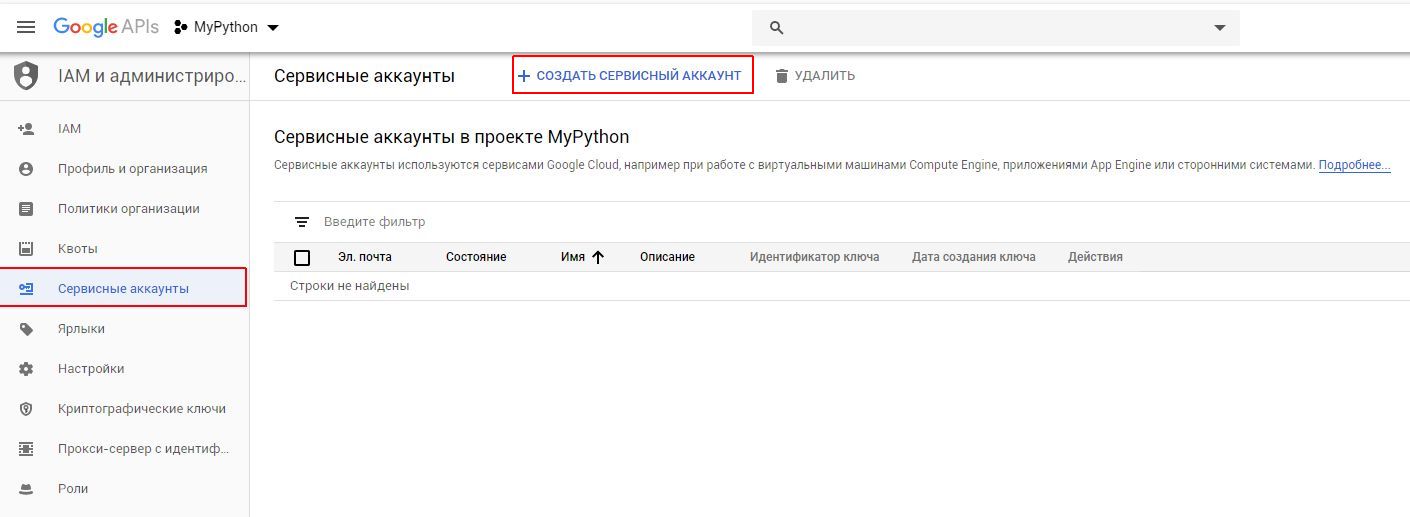 Google APIs MyPython
IAM и администриро...
Сервисные аккаунты
СОЗДАТЬ СЕРВИСНЫЙ АККАУНТ
УДАЛИТЬ
IAM
Профиль и организация
Политики организации
Квоты
Сервисные аккаунты
Ярлыки
Настройки
Криптографические ключи
Прокси-сервер с идентиф...
Роли
Сервисные аккаунты в проекте MyPython
Сервисные аккаунты используются сервисами Google Cloud, например при работе с виртуальными машинами Compute Engine, приложениями App Engine или сторонними системами. Подробнее...
Введите фильтр
Эл. почта Состояние Имя Описание Идентификатор ключа Дата создания ключа Действия
Строки не найдены